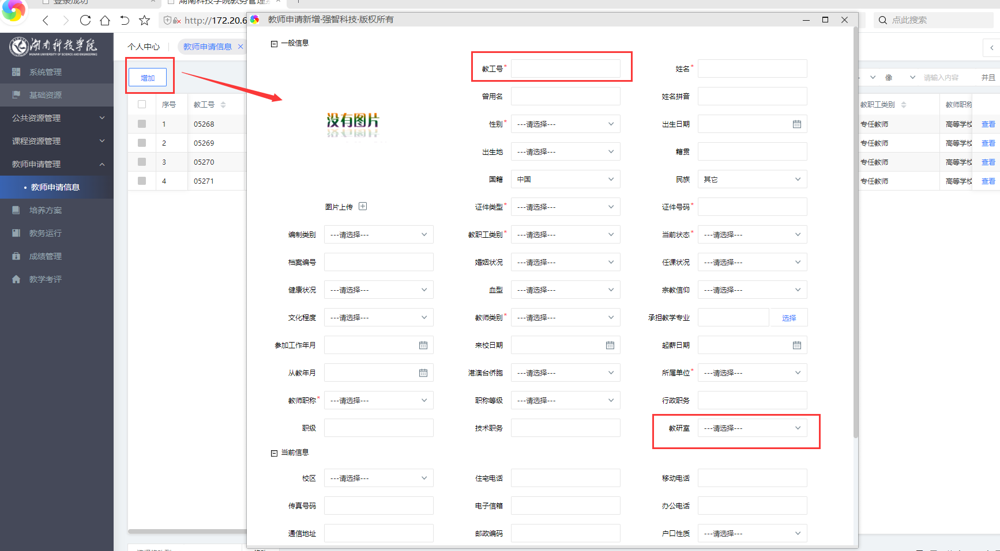 登录成功
湖南科技学院教务管理系
http://172.20.6
点此搜索
湖南科技学院
HUNAN UNIVERSITY OF SCIENCE AND ENGINEERING
系统管理
基础资源
公共资源管理
课程资源管理
教师申请管理
• 教师申请信息
培养方案
教务运行
成绩管理
教学考评
个人中心
教师申请信息
增加
序号 教工号
1 05268
2 05269
3 05270
4 05271
教师申请新增·强智科技·版权所有
一般信息
教工号*
姓名*
曾用名
姓名拼音
没有图片
性别* ---请选择---
出生日期
出生地 ---请选择---
籍贯
国籍 中国
民族 其它
图片上传
证件类型* ---请选择---
证件号码*
编制类别 ---请选择---
教职工类别* ---请选择---
当前状态* ---请选择---
档案编号
婚姻状况 ---请选择---
任课状况 ---请选择---
健康状况 ---请选择---
血型 ---请选择---
宗教信仰 ---请选择---
文化程度 ---请选择---
教师类别* ---请选择---
承担教学专业 选择
参加工作年月
来校日期
起薪日期
从教年月
港澳台侨胞 ---请选择---
所属单位* ---请选择---
教师职称* ---请选择---
职称等级 ---请选择---
行政职务
职级
技术职务
教研室 ---请选择---
当前信息
校区 ---请选择---
住宅电话
移动电话
传真号码
电子信箱
办公电话
通信地址
邮政编码
户口性质 ---请选择---
像 请输入内容 并且
教职工类别 教师职称
专任教师 高等学校 查看
专任教师 高等学校 查看
专任教师 高等学校 查看
专任教师 高等学校 查看